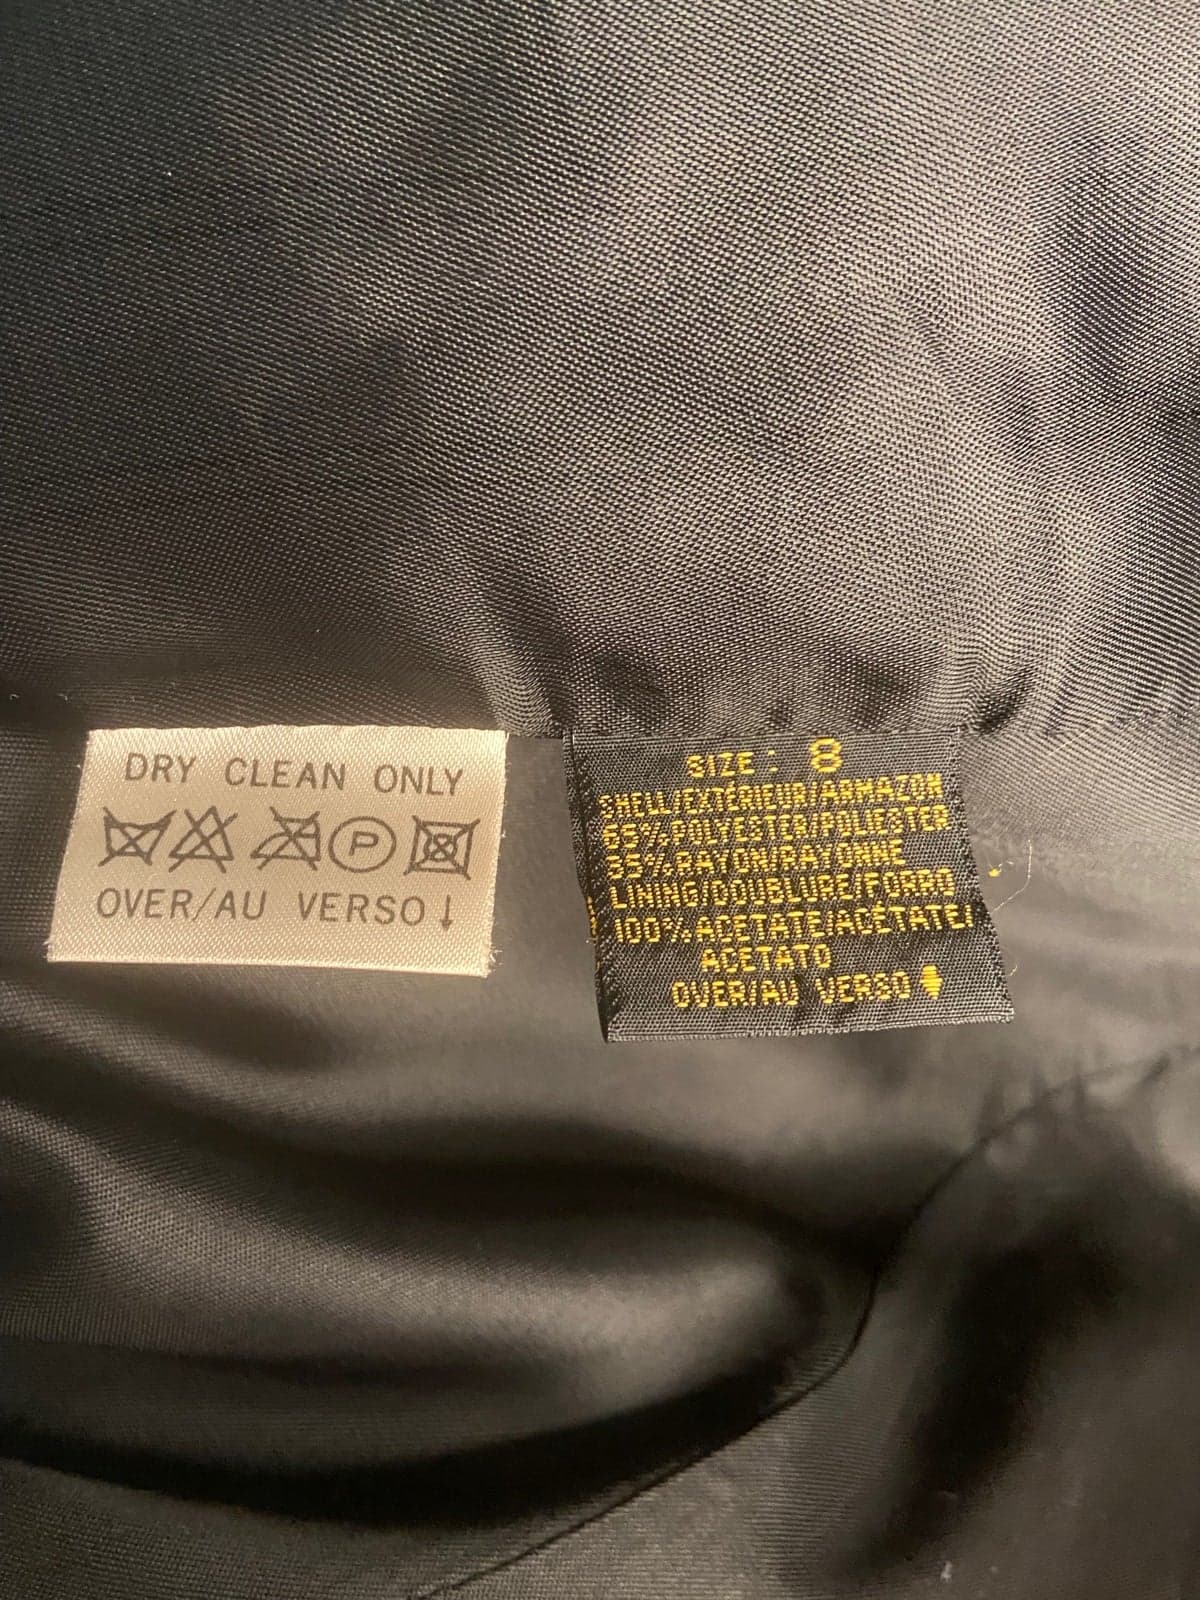 DRY CLEAN ONLY
P
OVER/AU VERSO↓
SIZE: 8
SHELL/EXTÉRIEUR/ARMAZON
65% POLYESTER/POLIESTER
35% RAYON/RAYONNE
LINING/DOUBLURE/FORRO
100% ACETATE/ACÉTATE/
ACETATO
OVER/AU VERSO